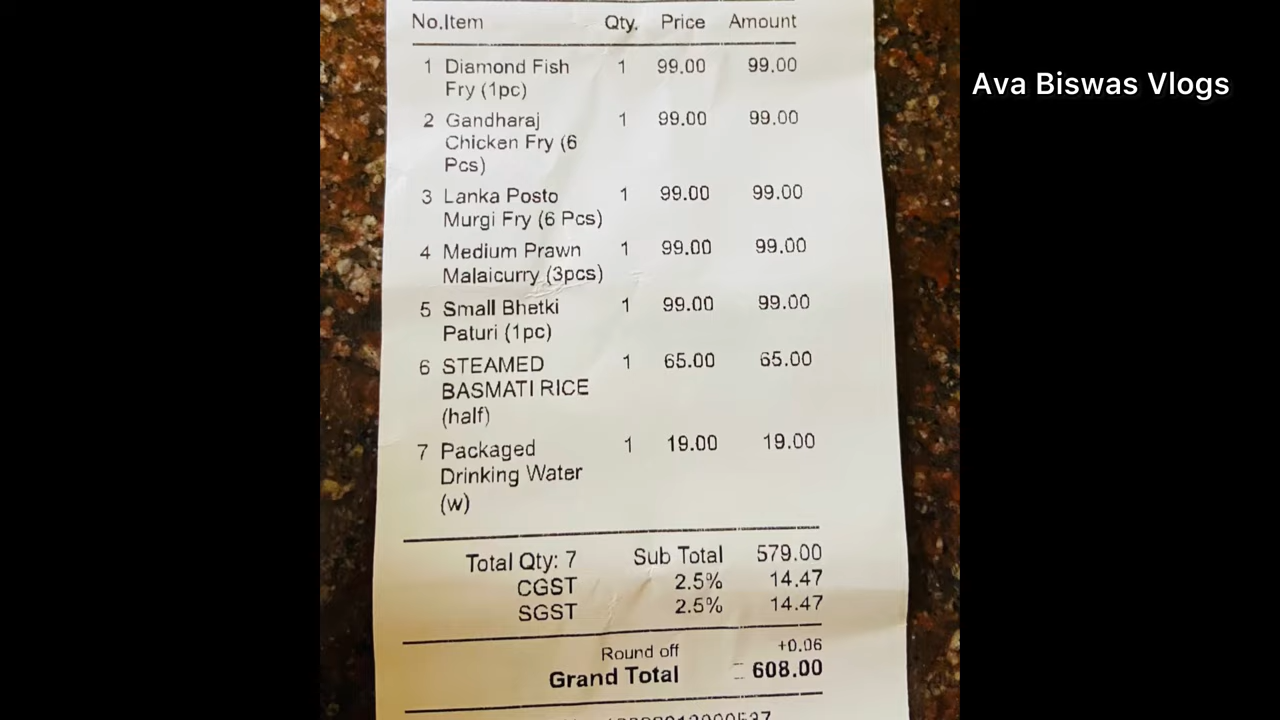 No.Item Qty. Price Amount
1 Diamond Fish 1 99.00 99.00
Fry (1pc)
2 Gandharaj 1 99.00 99.00
Chicken Fry (6
Pcs)
3 Lanka Posto 1 99.00 99.00
Murgi Fry (6 Pcs)
4 Medium Prawn 1 99.00 99.00
Malaicurry (3pcs)
5 Small Bhetki 1 99.00 99.00
Paturi (1pc)
6 STEAMED 1 65.00 65.00
BASMATI RICE
(half)
7 Packaged 1 19.00 19.00
Drinking Water
(w)
Total Qty: 7 Sub Total 579.00
CGST 2.5% 14.47
SGST 2.5% 14.47
Round off +0.06
Grand Total 608.00
Ava Biswas Vlogs